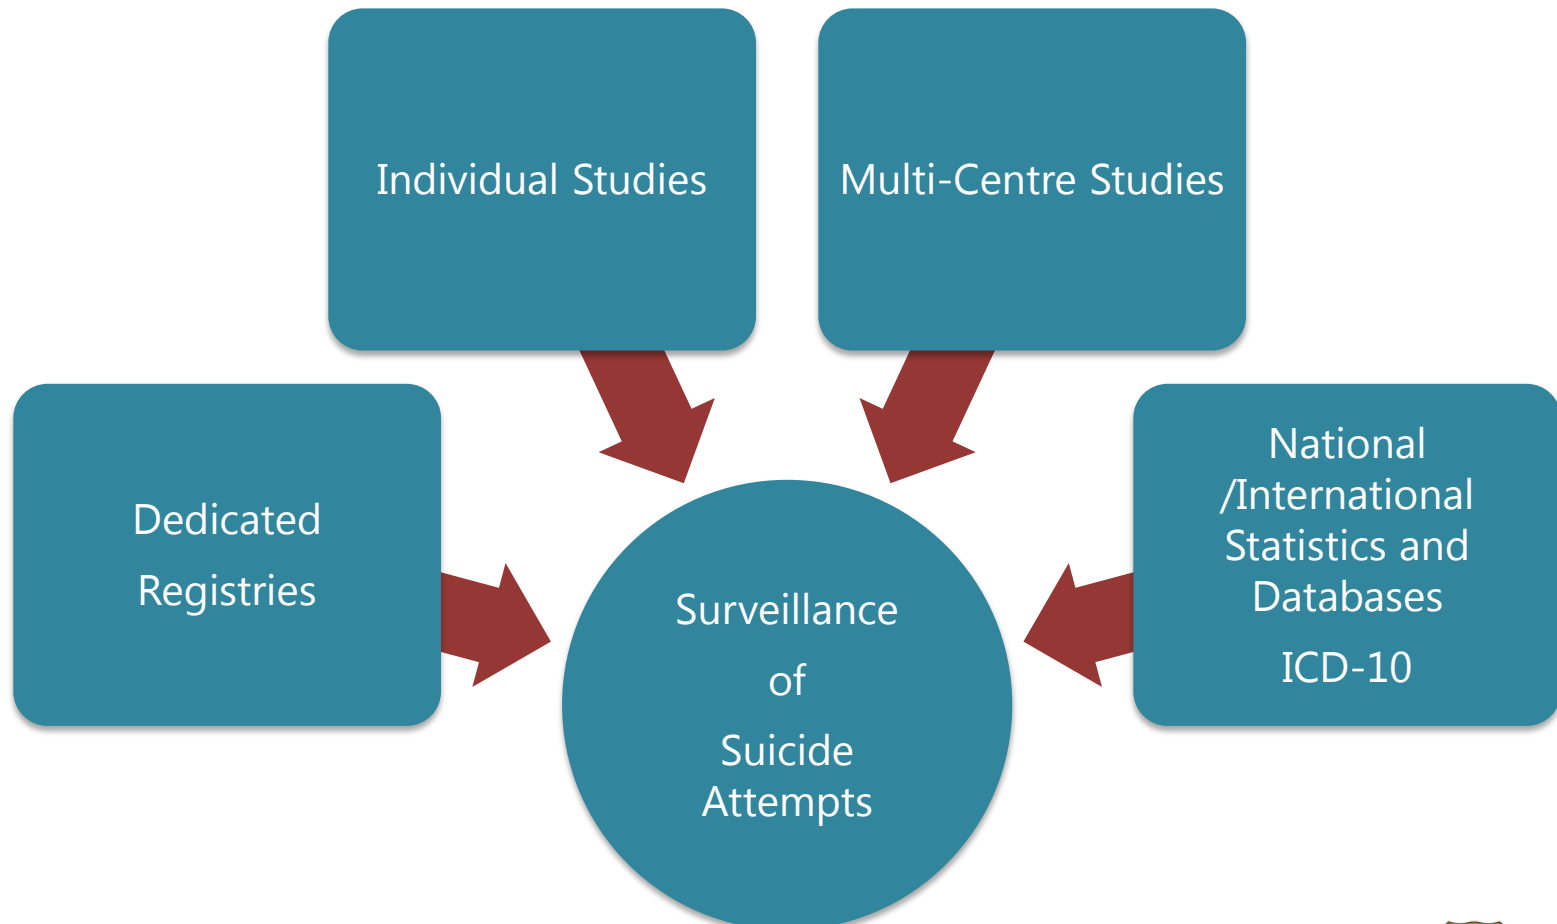 Individual Studies
Multi-Centre Studies
Dedicated
Registries
National
/International
Statistics and
Databases
ICD-10
Surveillance
of
Suicide
Attempts